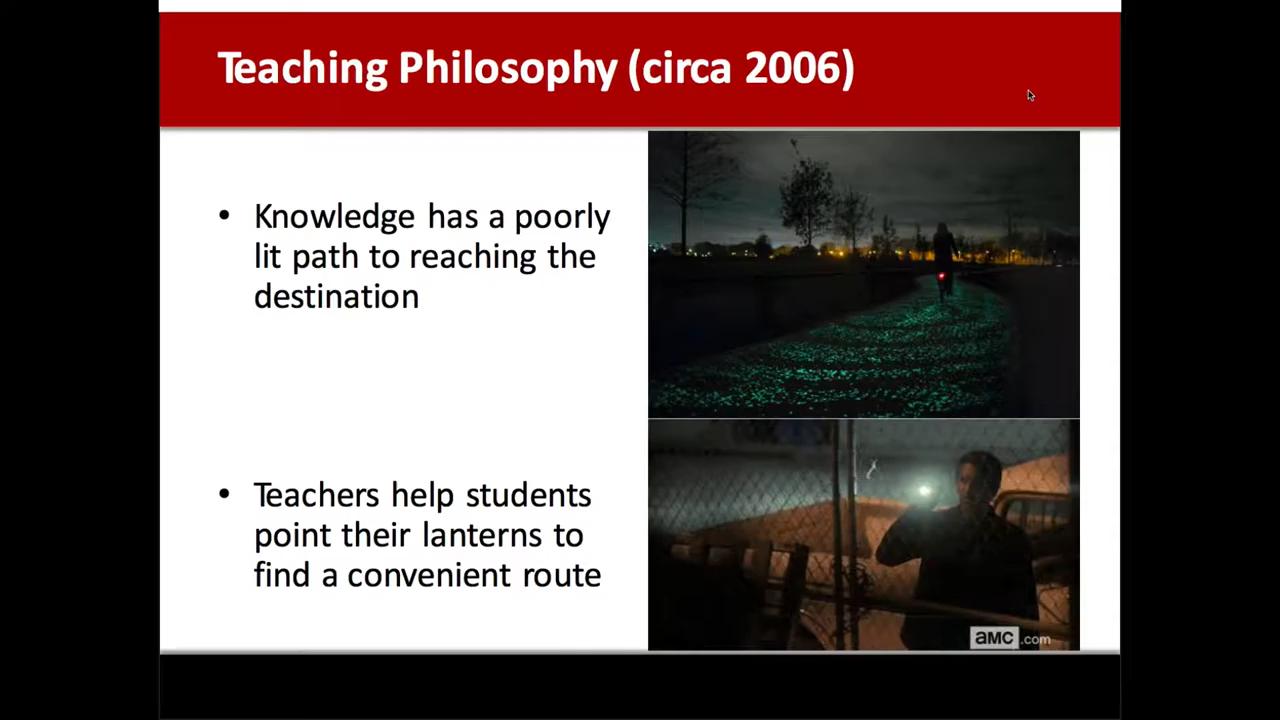 Teaching Philosophy (circa 2006)
• Knowledge has a poorly
lit path to reaching the
destination
• Teachers help students
point their lanterns to
find a convenient route
aMC.com